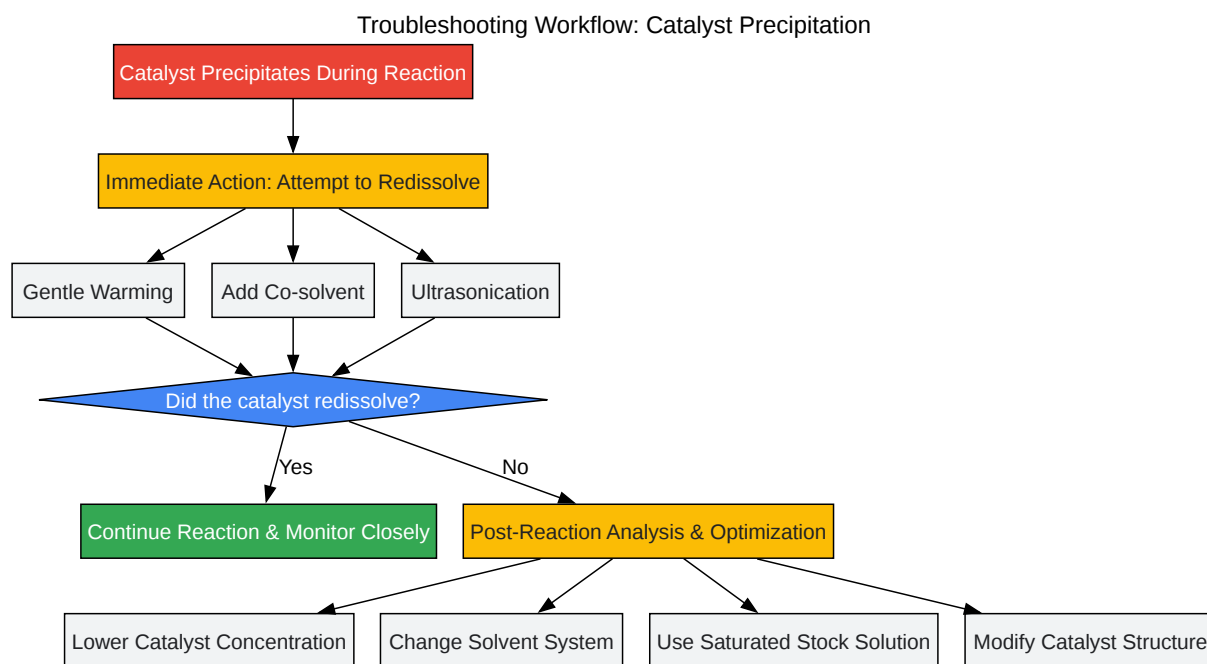 Troubleshooting Workflow: Catalyst Precipitation
Catalyst Precipitates During Reaction
Immediate Action: Attempt to Redissolve
Gentle Warming
Add Co-solvent
Ultrasonication
Did the catalyst redissolve?
Yes
No
Continue Reaction & Monitor Closely
Post-Reaction Analysis & Optimization
Lower Catalyst Concentration
Change Solvent System
Use Saturated Stock Solution
Modify Catalyst Structure